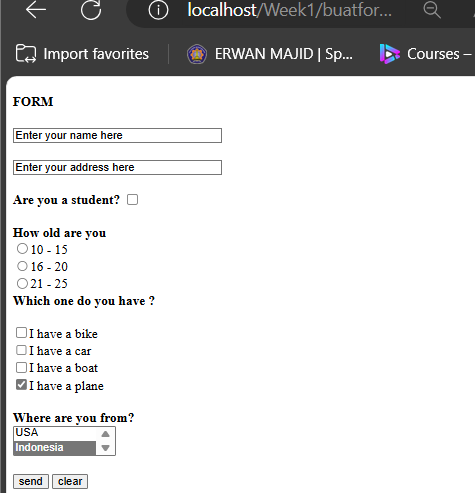 localhost/Week1/buatfor...
Import favorites
ERWAN MAJID | Sp...
Courses –
FORM
Enter your name here
Enter your address here
Are you a student?
How old are you
10 - 15
16 - 20
21 - 25
Which one do you have ?
I have a bike
I have a car
I have a boat
I have a plane
Where are you from?
USA
Indonesia
send clear